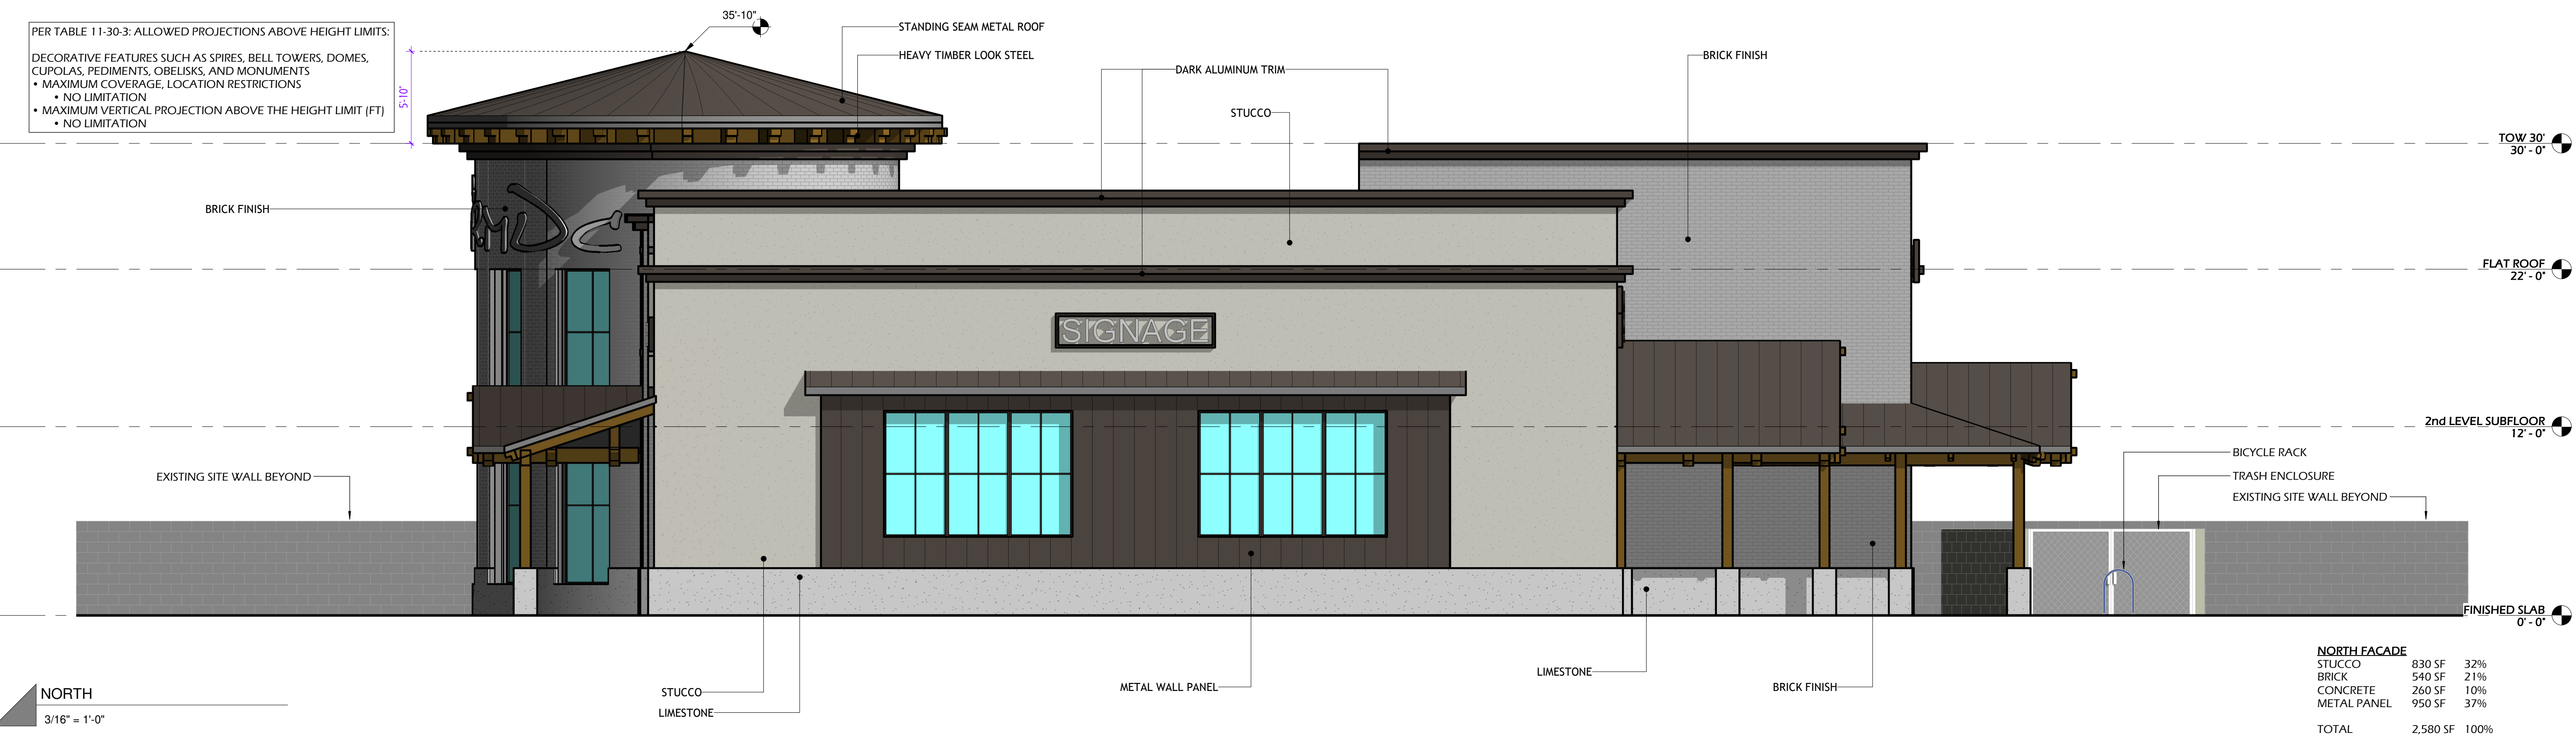 35'-10"
PER TABLE 11-30-3: ALLOWED PROJECTIONS ABOVE HEIGHT LIMITS:
DECORATIVE FEATURES SUCH AS SPIRES, BELL TOWERS, DOMES,
CUPOLAS, PEDIMENTS, OBELISKS, AND MONUMENTS
• MAXIMUM COVERAGE, LOCATION RESTRICTIONS
• NO LIMITATION
• MAXIMUM VERTICAL PROJECTION ABOVE THE HEIGHT LIMIT (FT)
• NO LIMITATION
5'-10"
STANDING SEAM METAL ROOF
HEAVY TIMBER LOOK STEEL
DARK ALUMINUM TRIM
BRICK FINISH
STUCCO
TOW 30'
30' - 0"
BRICK FINISH
FLAT ROOF
22' - 0"
SIGNAGE
2nd LEVEL SUBFLOOR
12' - 0"
BICYCLE RACK
EXISTING SITE WALL BEYOND
TRASH ENCLOSURE
EXISTING SITE WALL BEYOND
FINISHED SLAB
0' - 0"
LIMESTONE
METAL WALL PANEL
BRICK FINISH
STUCCO
LIMESTONE
NORTH
3/16" = 1'-0"
NORTH FACADE
STUCCO 830 SF 32%
BRICK 540 SF 21%
CONCRETE 260 SF 10%
METAL PANEL 950 SF 37%
TOTAL 2,580 SF 100%